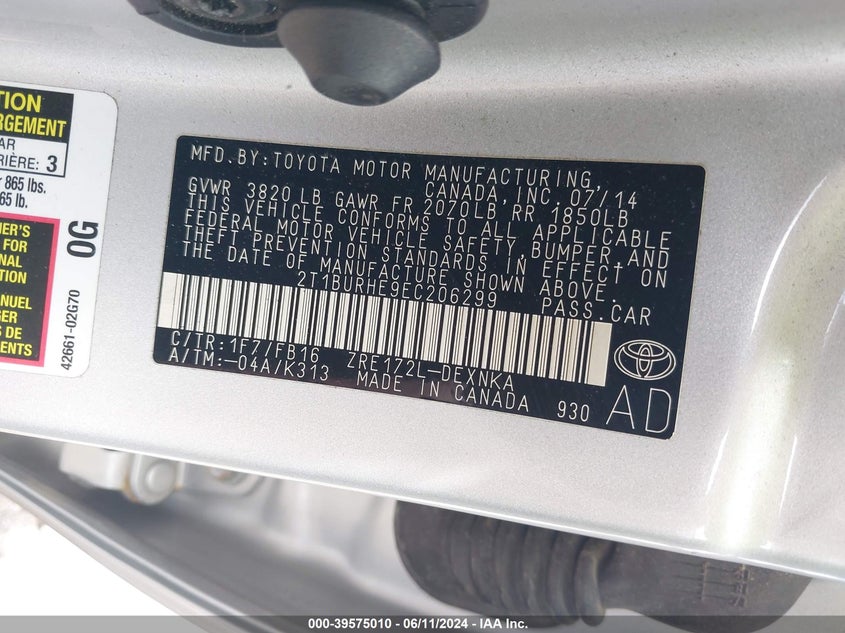 TION
RGEMENT
AR
RIÈRE: 3
r 865 lbs.
65 lb.
ER'S
FOR
NAL
TION
NUEL
GER
S DE
ENTS
0G
42661-02G70
MFD.BY:TOYOTA MOTOR MANUFACTURING,
CANADA,INC.07/14
GVWR 3820 LB GAWR FR 2070LB RR 1850LB
THIS VEHICLE CONFORMS TO ALL APPLICABLE
FEDERAL MOTOR VEHICLE SAFETY,BUMPER,AND
THEFT PREVENTION STANDARDS IN EFFECT ON
THE DATE OF MANUFACTURE SHOWN ABOVE.
2T1BURHE9EC206299 PASS.CAR
C/TR:1F7/FB16 ZRE172L-DEXNKA
A/TM:-04A/K313 MADE IN CANADA 930
AD
000-39575010 - 06/11/2024 - IAA Inc.